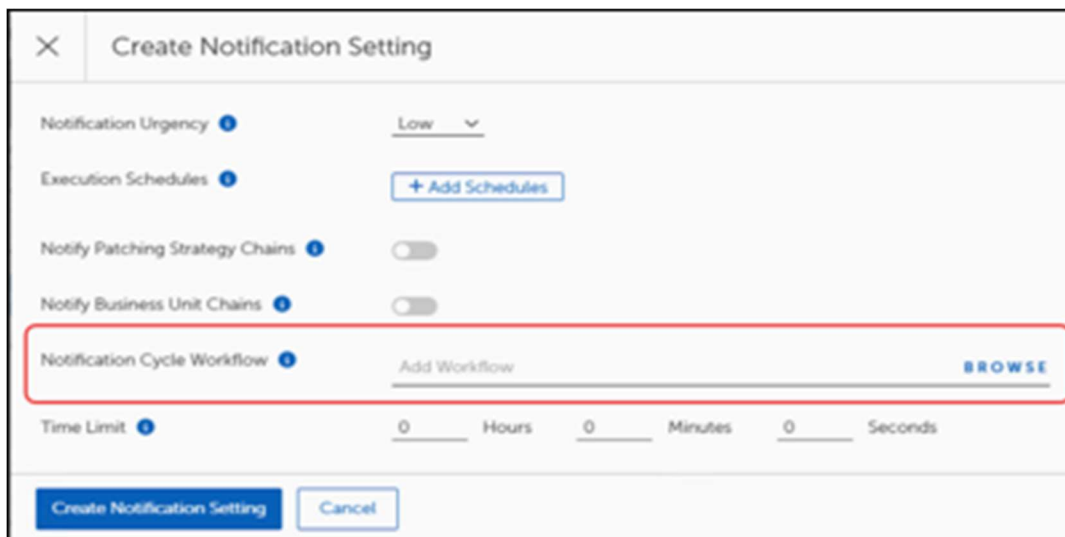 Create Notification Setting
Notification Urgency Low
Execution Schedules + Add Schedules
Notify Patching Strategy Chains
Notify Business Unit Chains
Notification Cycle Workflow Add Workflow BROWSE
Time Limit 0 Hours 0 Minutes 0 Seconds
Create Notification Setting Cancel